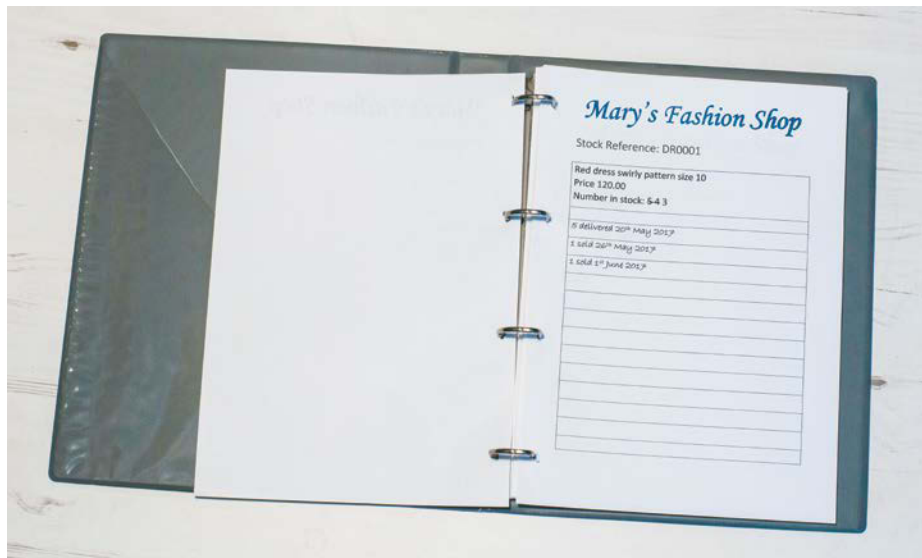 Mary's Fashion Shop
Stock Reference: DR0001
Red dress swirly pattern size 10
Price 120.00
Number in stock: 5 4 3
5 delivered 20th May 2017
1 sold 26th May 2017
1 sold 1st June 2017